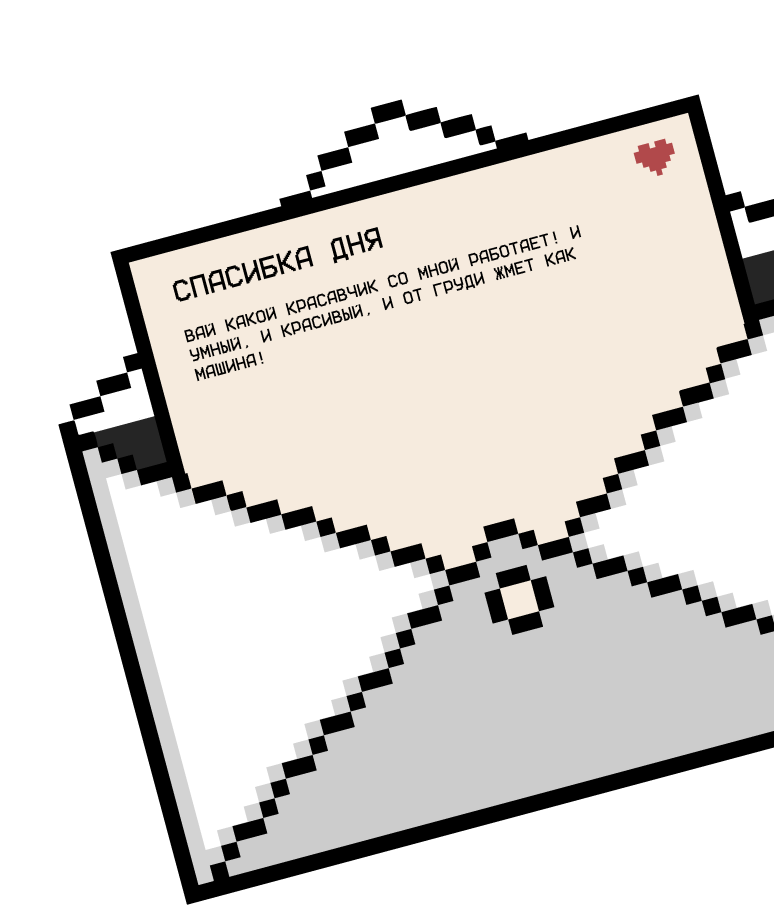 СПАСИБКА ДНЯ
ВАЙ КАКОЙ КРАСАВЧИК СО МНОЙ РАБОТАЕТ! И
УМНЫЙ, И КРАСИВЫЙ, И ОТ ГРУДИ ЖМЕТ КАК
МАШИНА!